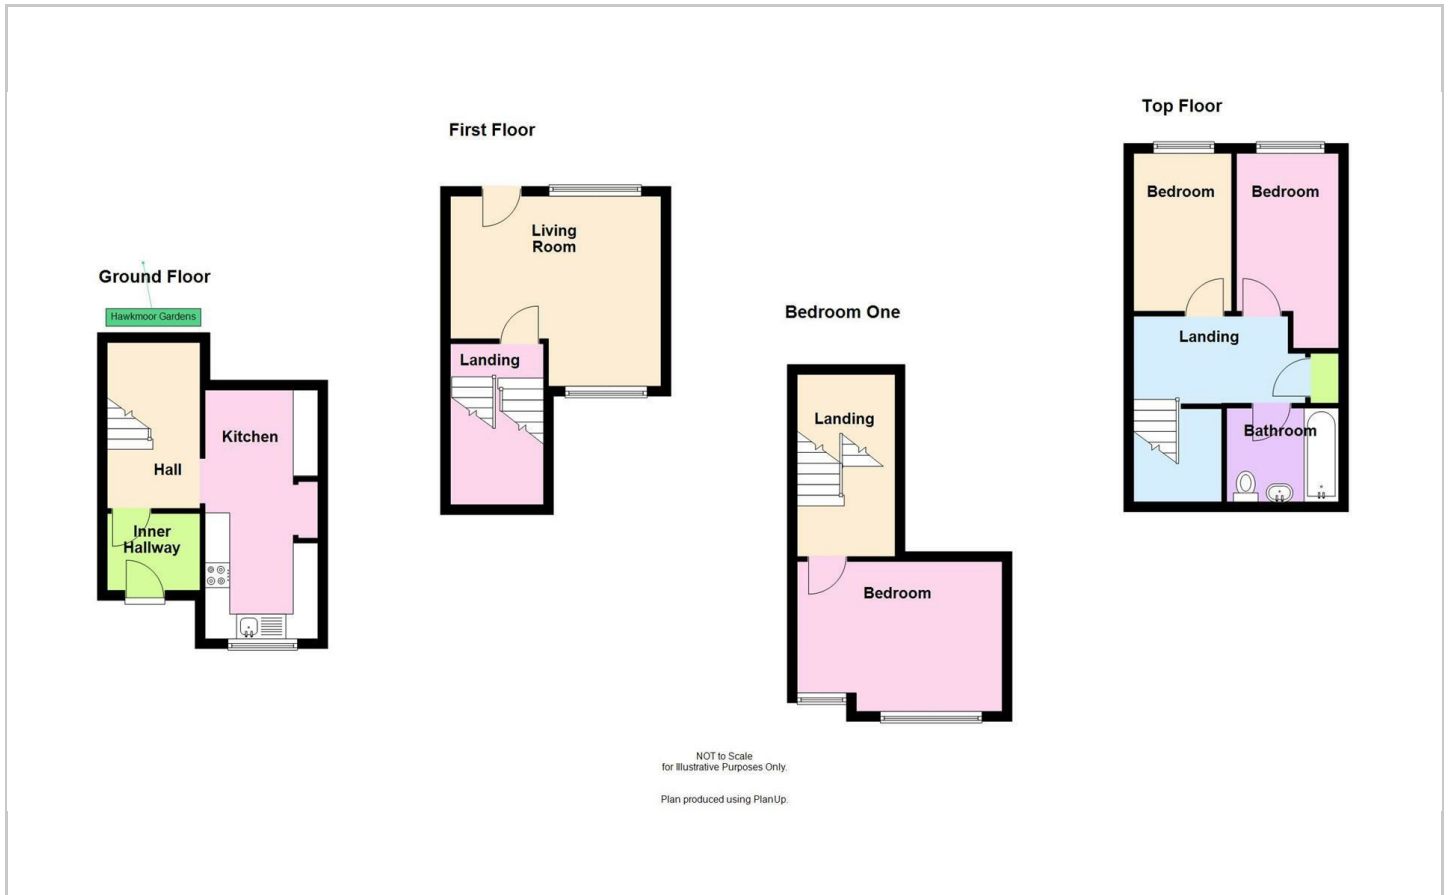 Ground Floor
Hawkmoor Gardens
Kitchen
Hall
Inner
Hallway
First Floor
Living
Room
Landing
Bedroom One
Landing
Bedroom
Top Floor
Bedroom
Bedroom
Landing
Bathroom
NOT to Scale
for Illustrative Purposes Only.
Plan produced using PlanUp.